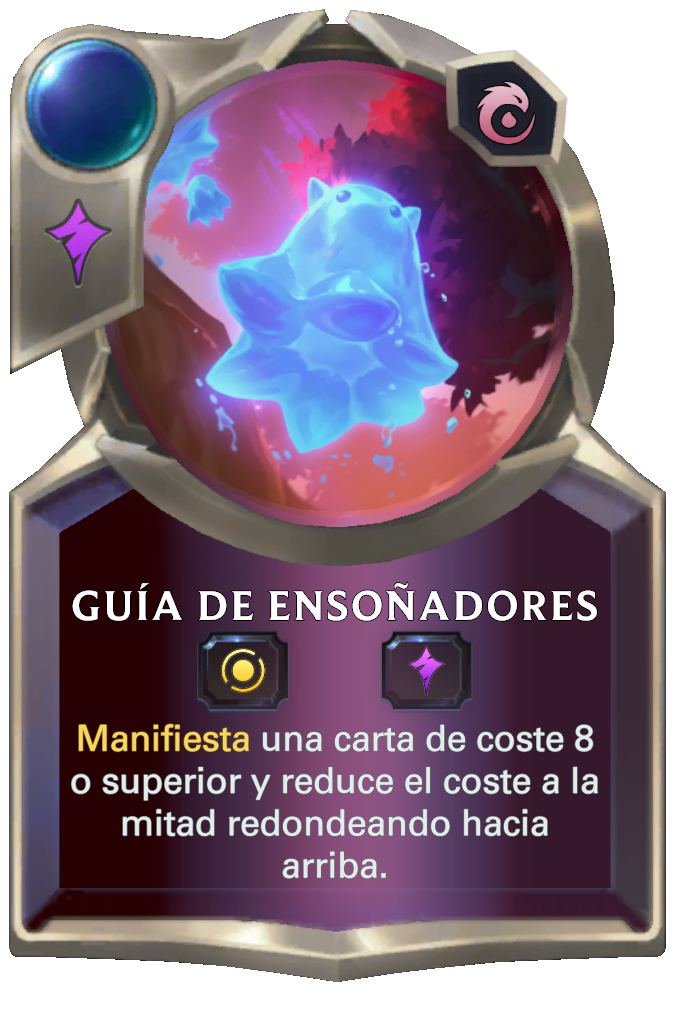 GUÍA DE ENSOÑADORES
Manifiesta una carta de coste 8
o superior y reduce el coste a la
mitad redondeando hacia
arriba.